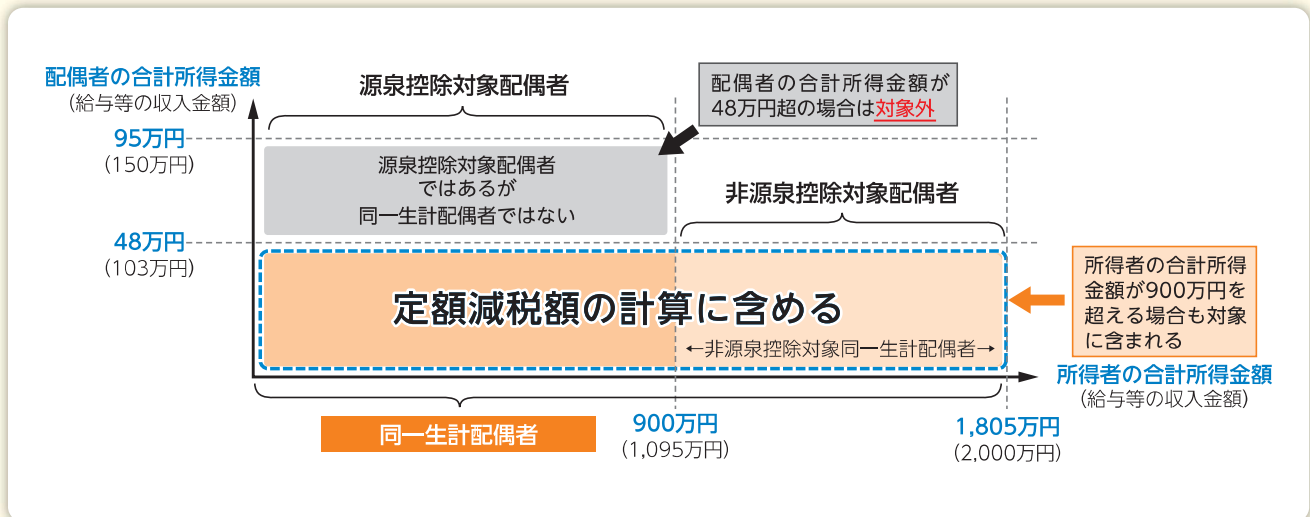 配偶者の合計所得金額
(給与等の収入金額)
95万円
(150万円)
48万円
(103万円)
源泉控除対象配偶者
源泉控除対象配偶者
ではあるが
同一生計配偶者ではない
配偶者の合計所得金額が
48万円超の場合は対象外
非源泉控除対象配偶者
定額減税額の計算に含める
←非源泉控除対象同一生計配偶者→
所得者の合計所得
金額が900万円を
超える場合も対象
に含まれる
所得者の合計所得金額
(給与等の収入金額)
同一生計配偶者
900万円
(1,095万円)
1,805万円
(2,000万円)